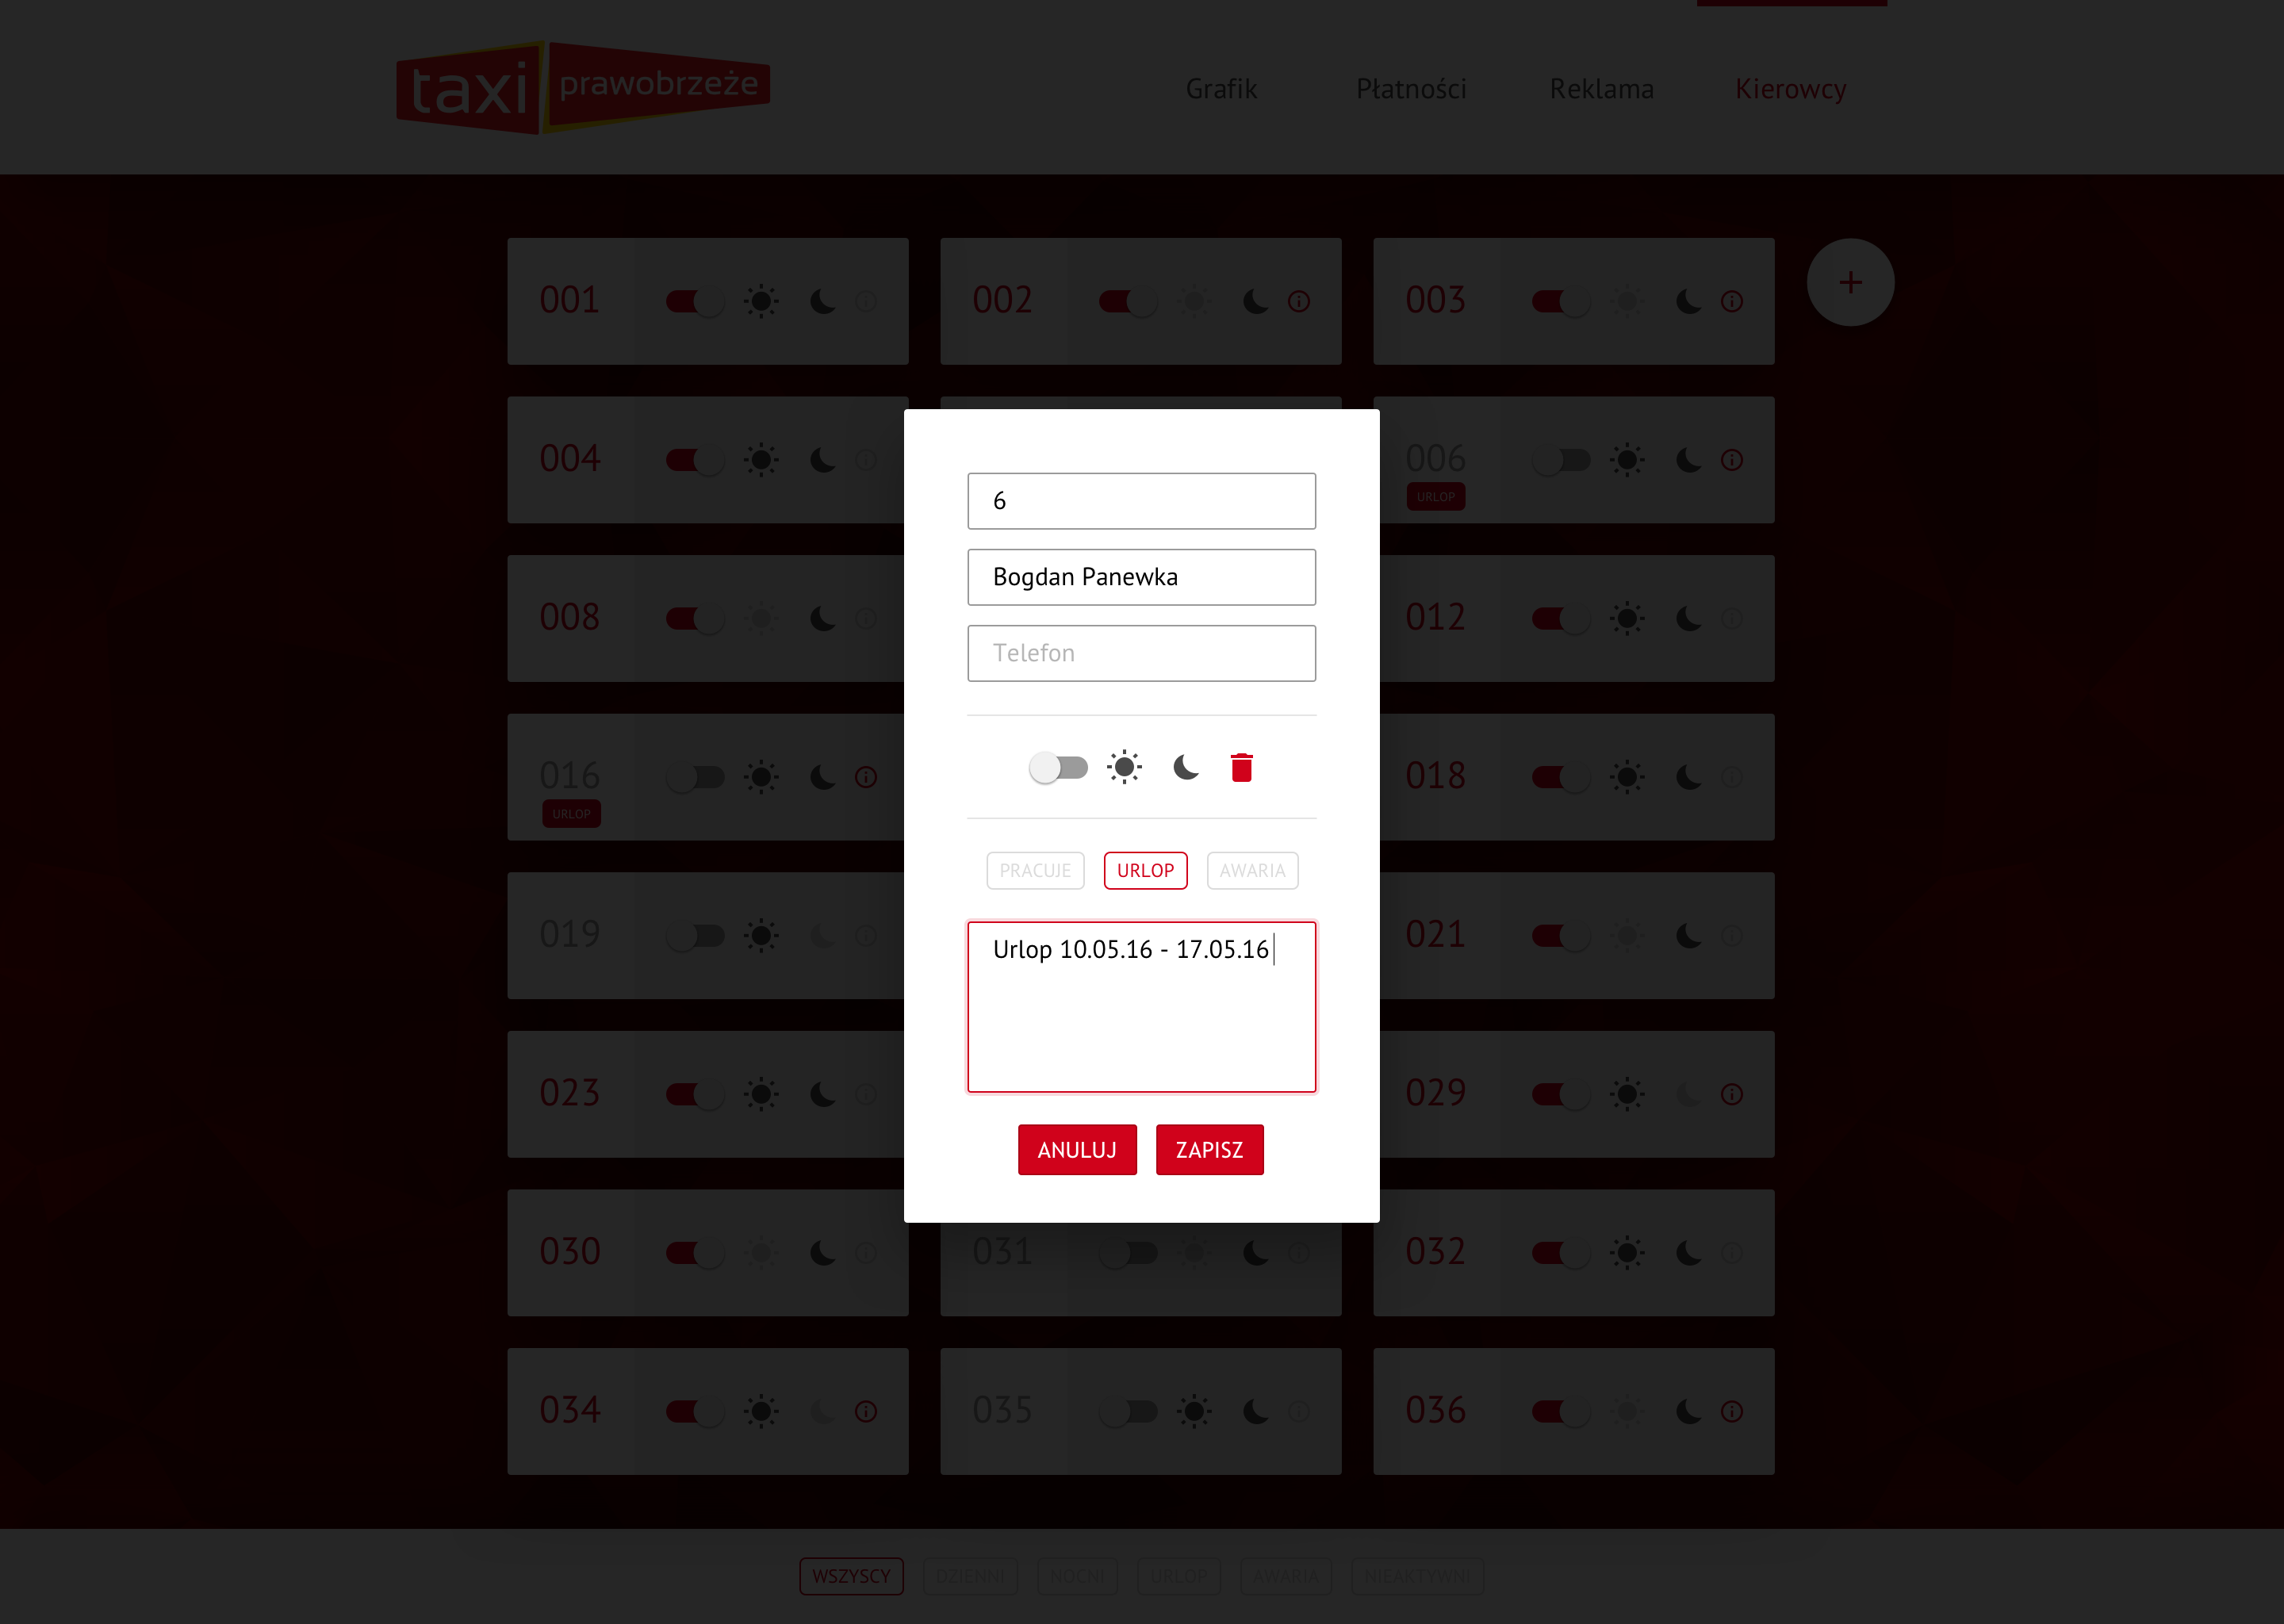 taxi prawobrzeże
Grafik Płatności Reklama Kierowcy
001 002 003
+
004 006
URLOP
008 012
016 018
URLOP
019 021
023 029
030 031 032
034 035 036
6
Bogdan Panewka
Telefon
PRACUJE URLOP AWARIA
Urlop 10.05.16 - 17.05.16
ANULUJ ZAPISZ
WSZYSCY DZIENNI NOCNI URLOP AWARIA NIEAKTYWNI